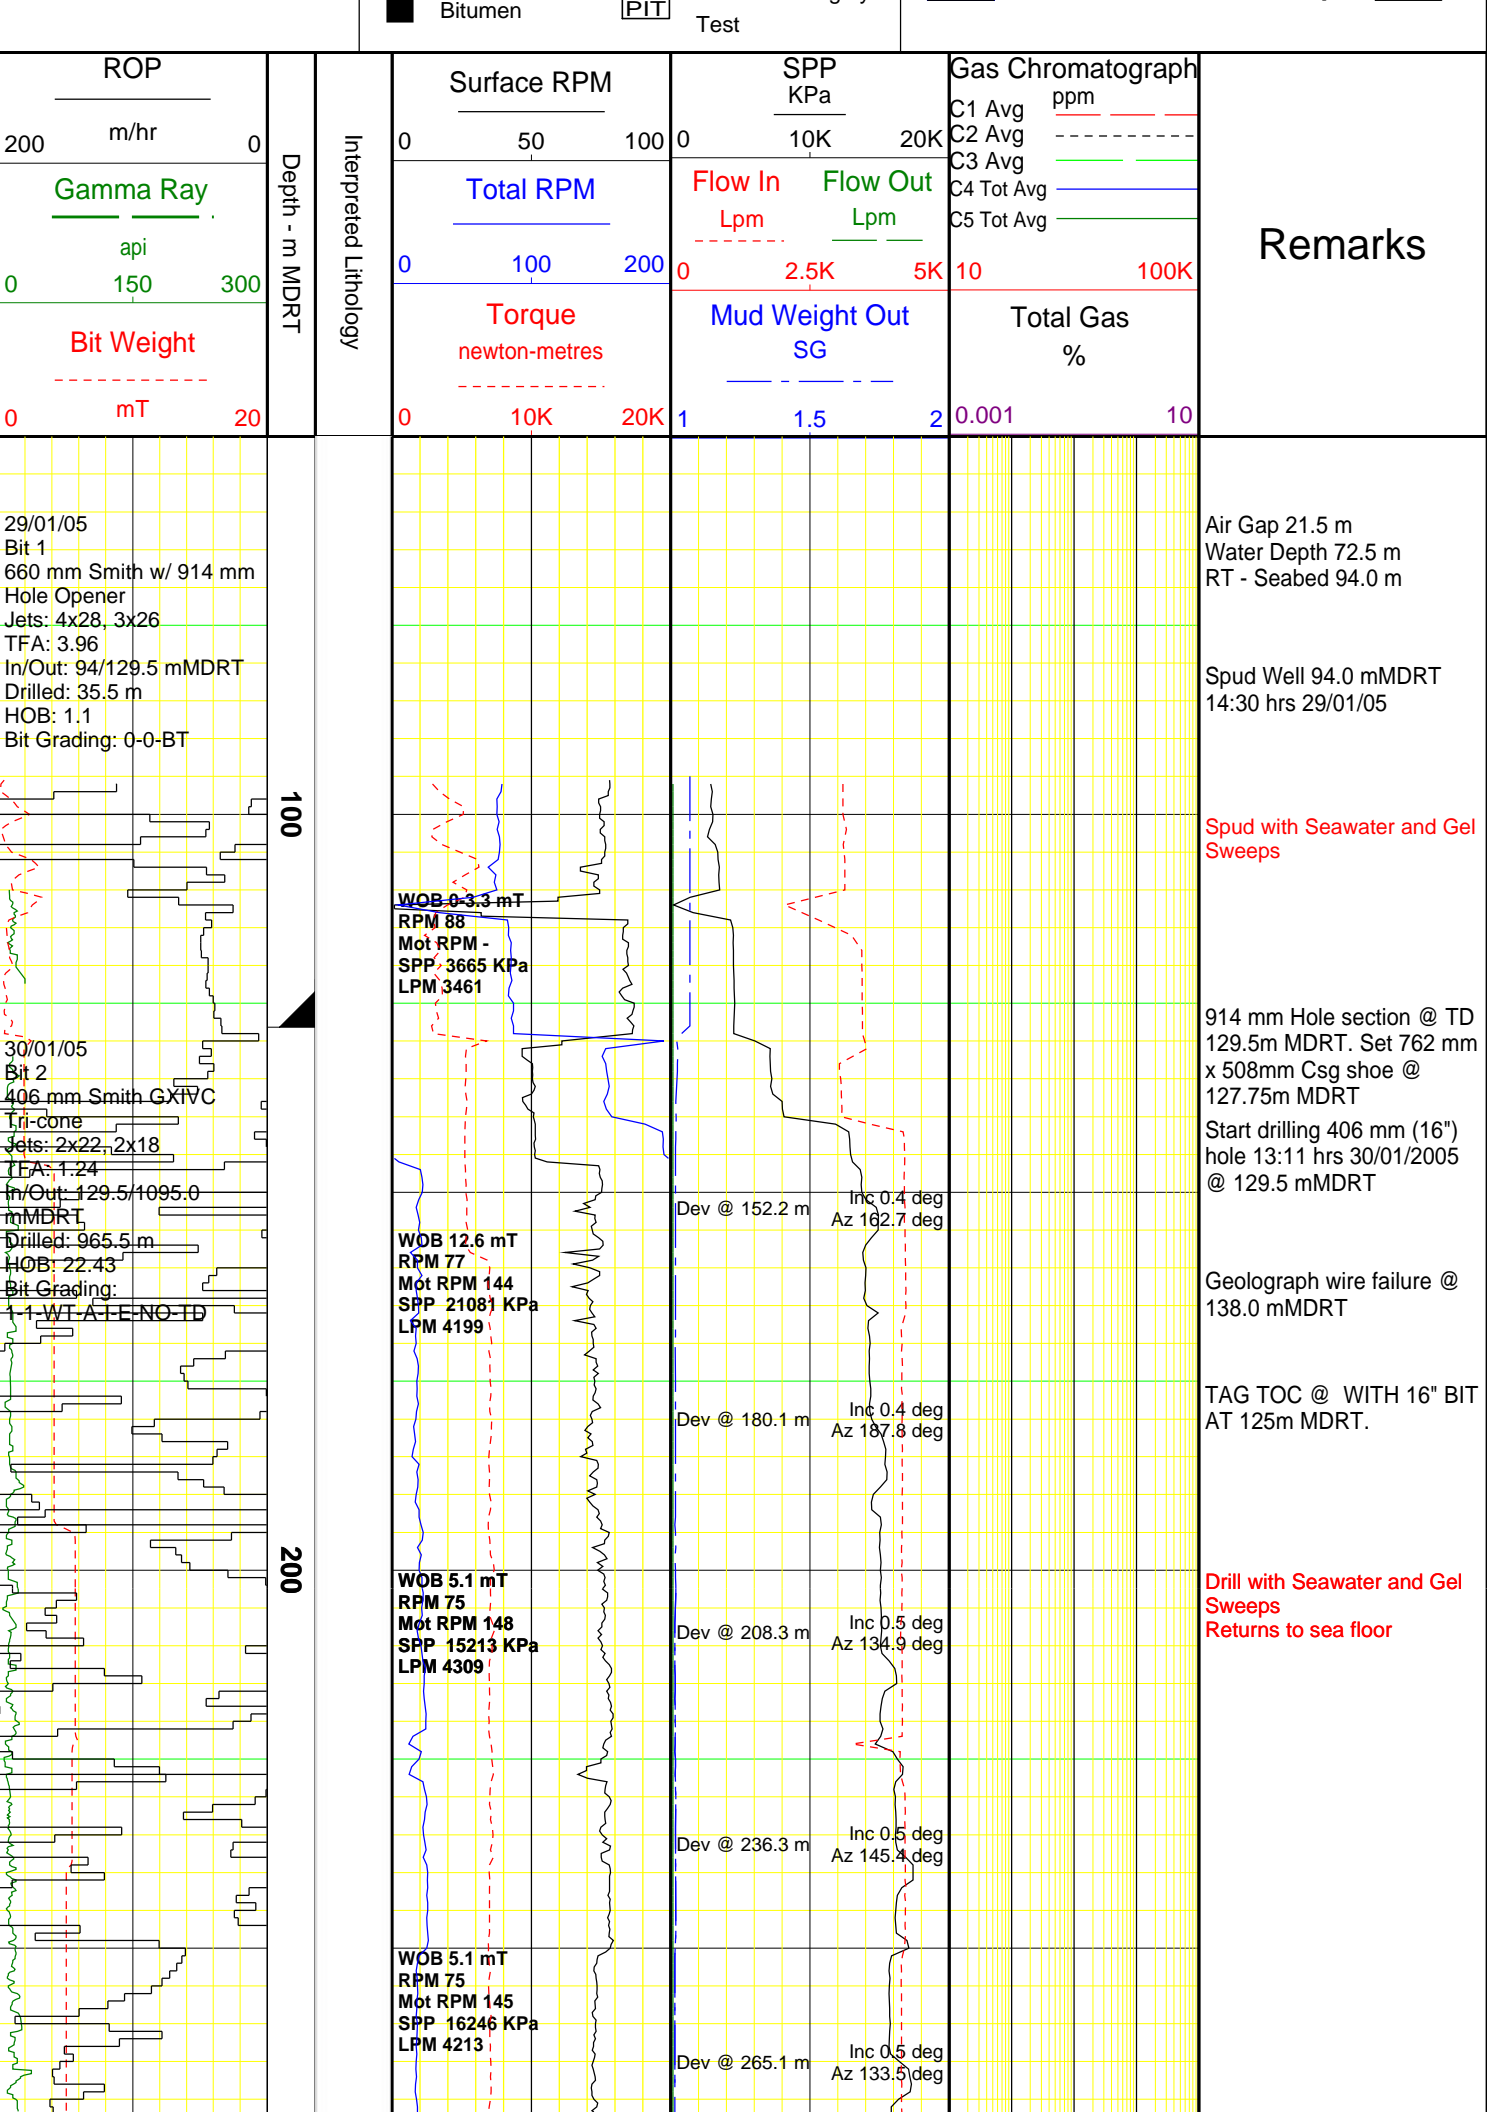 Bitumen
PIT
Test
ROP
m/hr
200 0
Gamma Ray
api
0 150 300
Bit Weight
mT
0 20
Depth - m MDRT
Interpreted Lithology
Surface RPM
0 50 100
Total RPM
0 100 200
Torque
newton-metres
0 10K 20K
SPP
KPa
0 10K 20K
Flow In Flow Out
Lpm Lpm
0 2.5K 5K
Mud Weight Out
SG
1 1.5 2
Gas Chromatograph
ppm
C1 Avg
C2 Avg
C3 Avg
C4 Tot Avg
C5 Tot Avg
10 100K
Total Gas
%
0.001 10
Remarks
29/01/05
Bit 1
660 mm Smith w/ 914 mm
Hole Opener
Jets: 4x28, 3x26
TFA: 3.96
In/Out: 94/129.5 mMDRT
Drilled: 35.5 m
HOB: 1.1
Bit Grading: 0-0-BT
30/01/05
Bit 2
406 mm Smith GXIVC
Tri-cone
Jets: 2x22, 2x18
TFA: 1.24
In/Out: 129.5/1095.0
mMDRT
Drilled: 965.5 m
HOB: 22.43
Bit Grading:
1-1-WT-A-I-E-NO-TD
100
200
WOB 0-3.3 mT
RPM 88
Mot RPM -
SPP 3665 KPa
LPM 3461
WOB 12.6 mT
RPM 77
Mot RPM 144
SPP 21081 KPa
LPM 4199
WOB 5.1 mT
RPM 75
Mot RPM 148
SPP 15213 KPa
LPM 4309
WOB 5.1 mT
RPM 75
Mot RPM 145
SPP 16246 KPa
LPM 4213
Dev @ 152.2 m Inc 0.4 deg
Az 162.7 deg
Dev @ 180.1 m Inc 0.4 deg
Az 187.8 deg
Dev @ 208.3 m Inc 0.5 deg
Az 134.9 deg
Dev @ 236.3 m Inc 0.5 deg
Az 145.4 deg
Dev @ 265.1 m Inc 0.5 deg
Az 133.5 deg
Air Gap 21.5 m
Water Depth 72.5 m
RT - Seabed 94.0 m
Spud Well 94.0 mMDRT
14:30 hrs 29/01/05
Spud with Seawater and Gel
Sweeps
914 mm Hole section @ TD
129.5m MDRT. Set 762 mm
x 508mm Csg shoe @
127.75m MDRT
Start drilling 406 mm (16")
hole 13:11 hrs 30/01/2005
@ 129.5 mMDRT
Geolograph wire failure @
138.0 mMDRT
TAG TOC @ WITH 16" BIT
AT 125m MDRT.
Drill with Seawater and Gel
Sweeps
Returns to sea floor